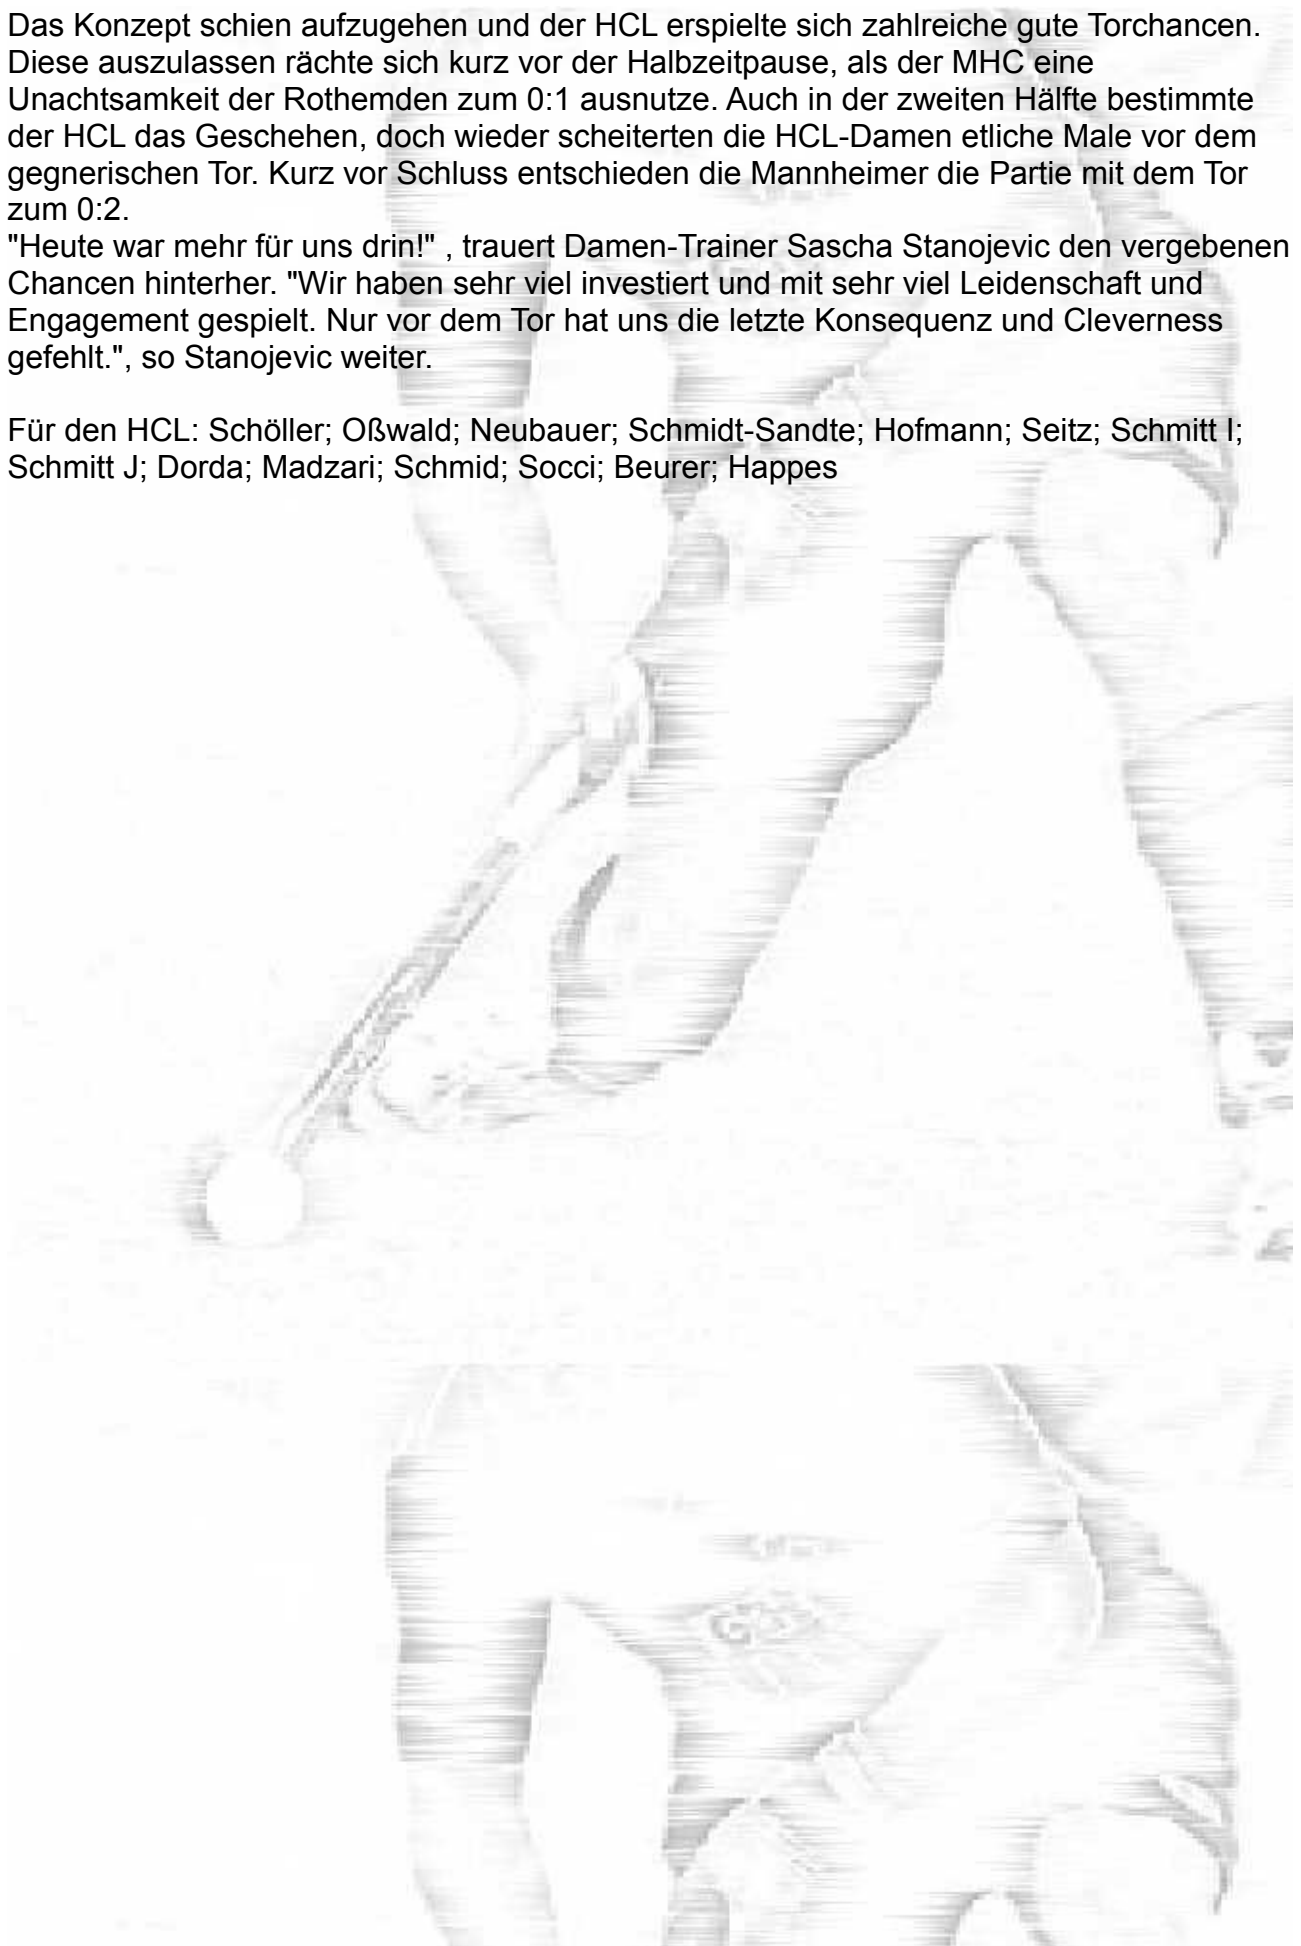 Das Konzept schien aufzugehen und der HCL erspielte sich zahlreiche gute Torchancen.
Diese auszulassen rächte sich kurz vor der Halbzeitpause, als der MHC eine
Unachtsamkeit der Rothemden zum 0:1 ausnutze. Auch in der zweiten Hälfte bestimmte
der HCL das Geschehen, doch wieder scheiterten die HCL-Damen etliche Male vor dem
gegnerischen Tor. Kurz vor Schluss entschieden die Mannheimer die Partie mit dem Tor
zum 0:2.
"Heute war mehr für uns drin!" , trauert Damen-Trainer Sascha Stanojevic den vergebenen
Chancen hinterher. "Wir haben sehr viel investiert und mit sehr viel Leidenschaft und
Engagement gespielt. Nur vor dem Tor hat uns die letzte Konsequenz und Cleverness
gefehlt.", so Stanojevic weiter.
Für den HCL: Schöller; Oßwald; Neubauer; Schmidt-Sandte; Hofmann; Seitz; Schmitt I;
Schmitt J; Dorda; Madzari; Schmid; Socci; Beurer; Happes